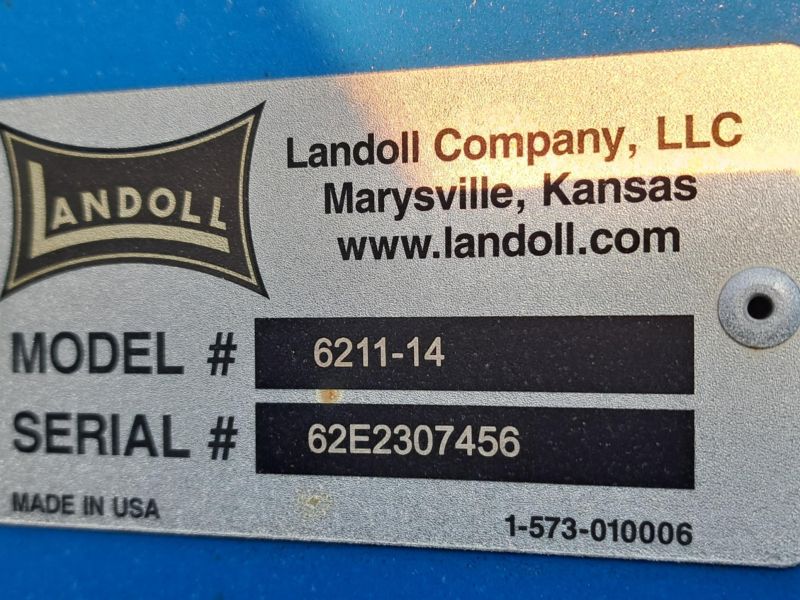 LANDOLL
Landoll Company, LLC
Marysville, Kansas
www.landoll.com
MODEL # 6211-14
SERIAL # 62E2307456
MADE IN USA
1-573-010006